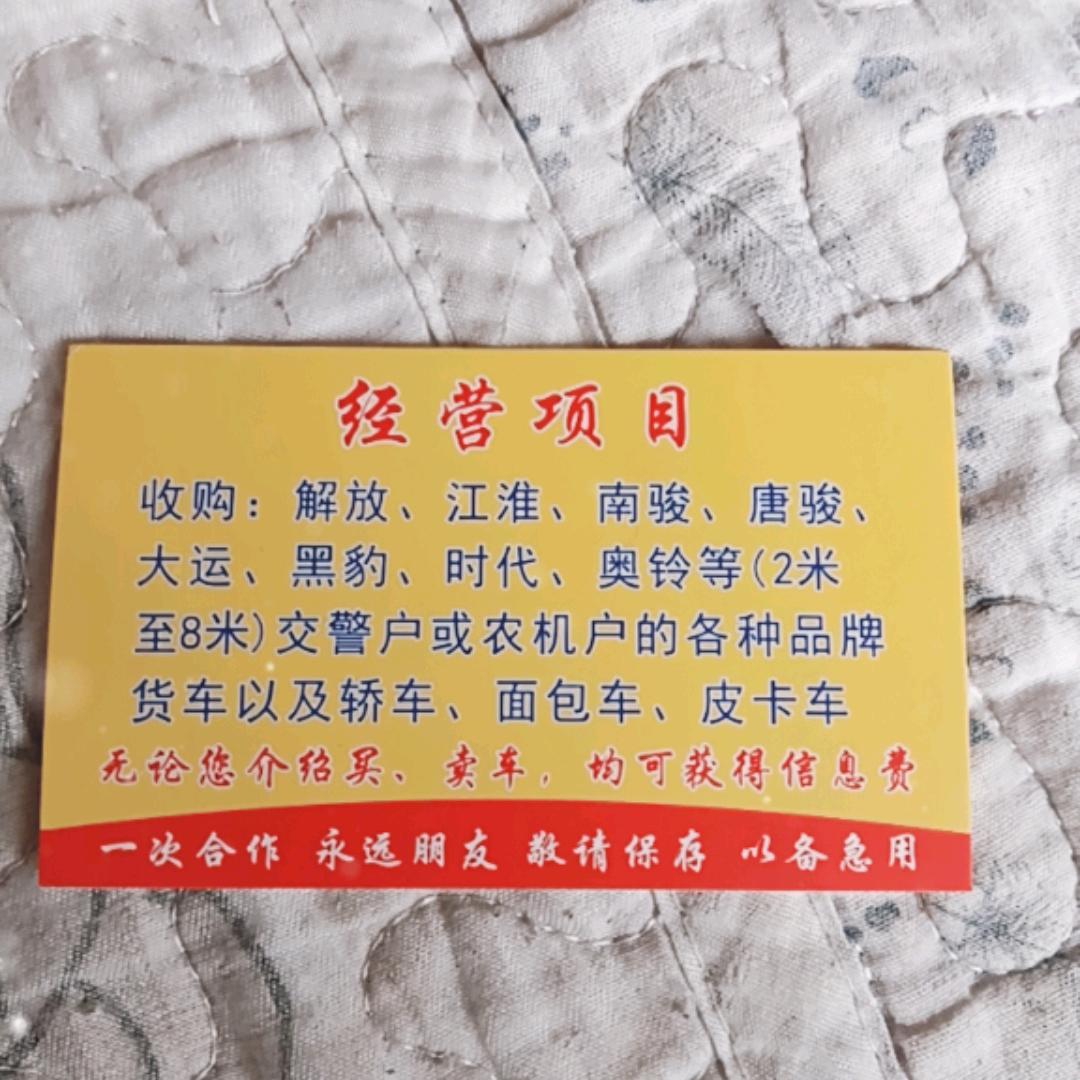 经营项目
收购：解放、江淮、南骏、唐骏、
大运、黑豹、时代、奥铃等(2米
至8米)交警户或农机户的各种品牌
货车以及轿车、面包车、皮卡车
无论您介绍买、卖车，均可获得信息费
一次合作 永远朋友 敬请保存 以备急用